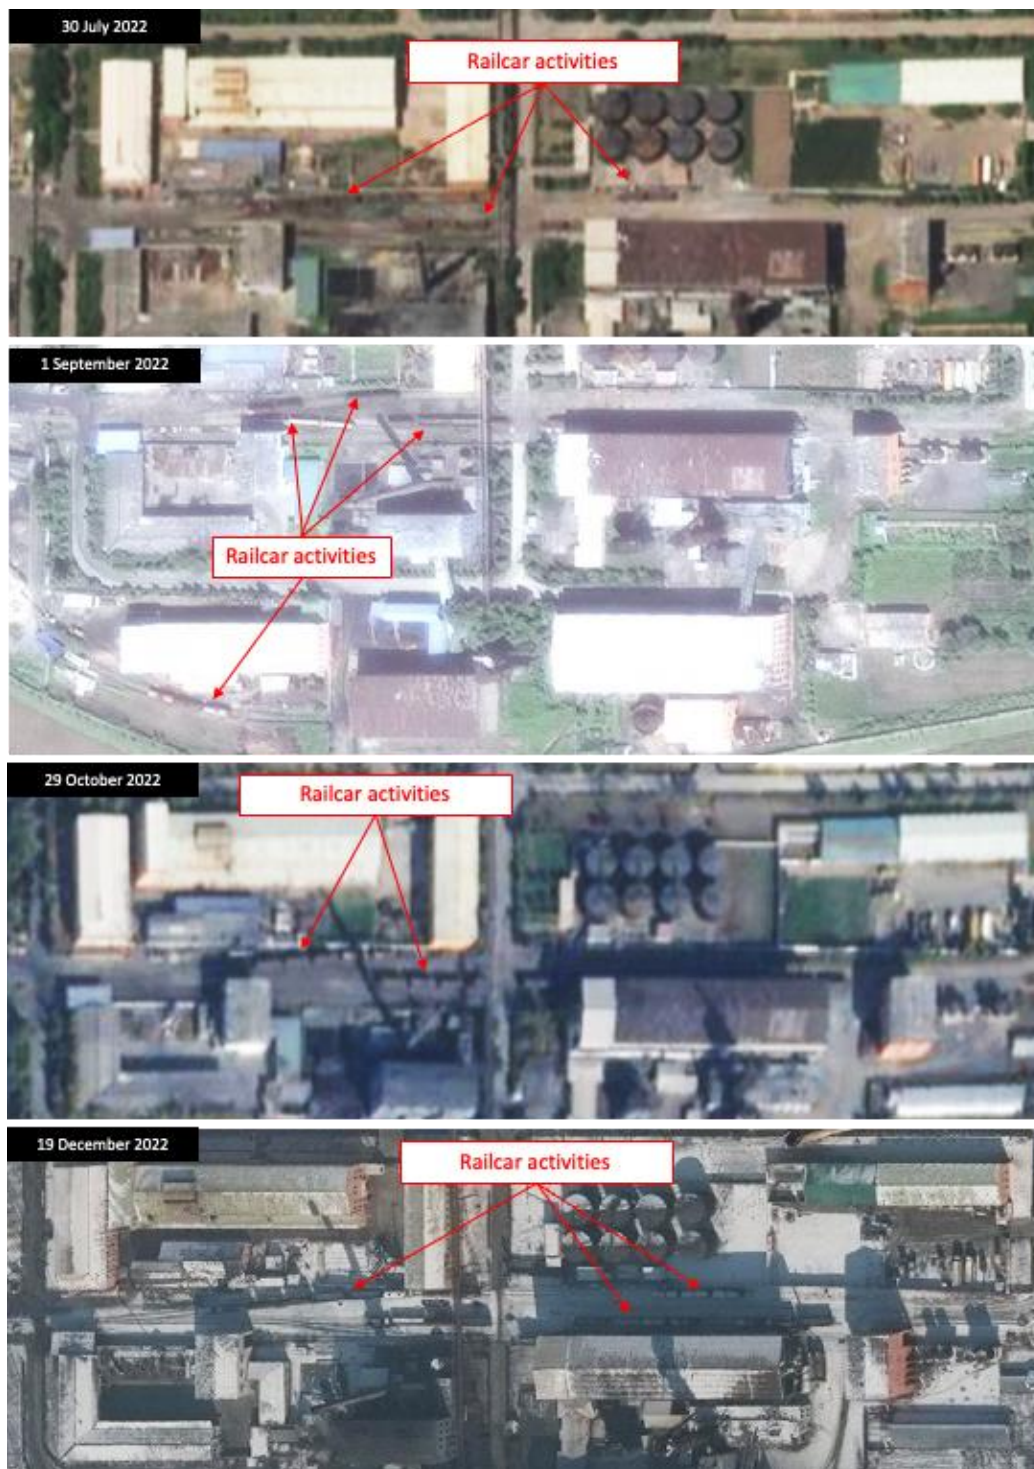 30 July 2022
Railcar activities
1 September 2022
Railcar activities
29 October 2022
Railcar activities
19 December 2022
Railcar activities